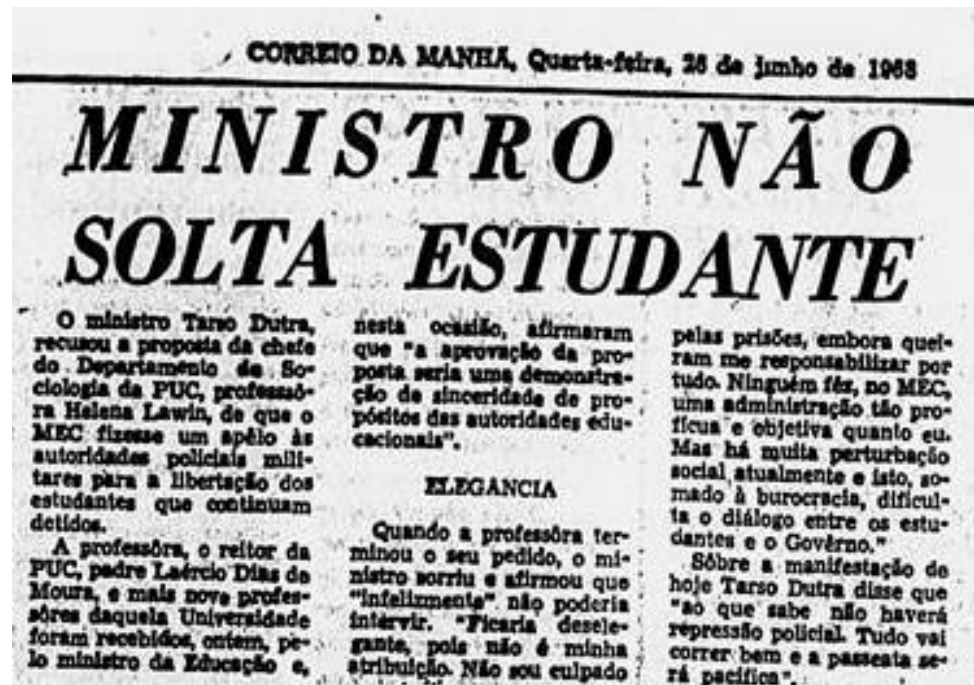 CORREIO DA MANHÃ, Quarta-feira, 26 de junho de 1968
MINISTRO NÃO
SOLTA ESTUDANTE
O ministro Tarso Dutra,
recusou a proposta da chefe
do Departamento de So-
ciologia da PUC, professô-
ra Helena Lawin, de que o
MEC fizesse um apêlo às
autoridades policiais mili-
tares para a libertação dos
estudantes que continuam
detidos.
A professôra, o reitor da
PUC, padre Laércio Dias de
Moura, e mais nove profes-
sôres daquela Universidade
foram recebidos, ontem, pe-
lo ministro da Educação e,
nesta ocasião, afirmaram
que "a aprovação da pro-
posta seria uma demonstra-
ção de sinceridade de pro-
pósitos das autoridades edu-
cacionais".
ELEGANCIA
Quando a professôra ter-
minou o seu pedido, o mi-
nistro sorriu e afirmou que
"infelizmente" não poderia
intervir. "Ficaria desele-
gante, pois não é minha
atribuição. Não sou culpado
pelas prisões, embora quei-
ram me responsabilizar por
tudo. Ninguém fêz, no MEC,
uma administração tão pro-
fícua e objetiva quanto eu.
Mas há muita perturbação
social atualmente e isto, so-
mado à burocracia, dificul-
ta o diálogo entre os estu-
dantes e o Govêrno."
Sôbre a manifestação de
hoje Tarso Dutra disse que
"ao que sabe não haverá
repressão policial. Tudo vai
correr bem e a passeata se-
rá pacífica".